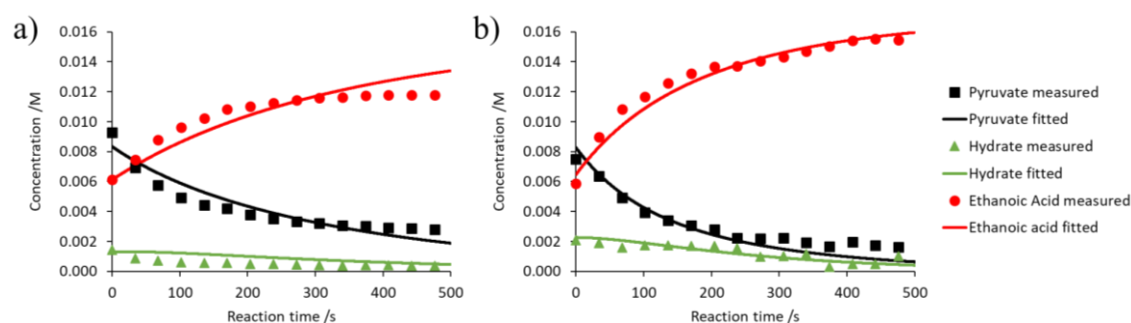 a)
Concentration /M
0.016
0.014
0.012
0.010
0.008
0.006
0.004
0.002
0.000
0 100 200 300 400 500
Reaction time /s
b)
Concentration /M
0.016
0.014
0.012
0.010
0.008
0.006
0.004
0.002
0.000
0 100 200 300 400 500
Reaction time /s
Pyruvate measured
Pyruvate fitted
Hydrate measured
Hydrate fitted
Ethanoic Acid measured
Ethanoic acid fitted